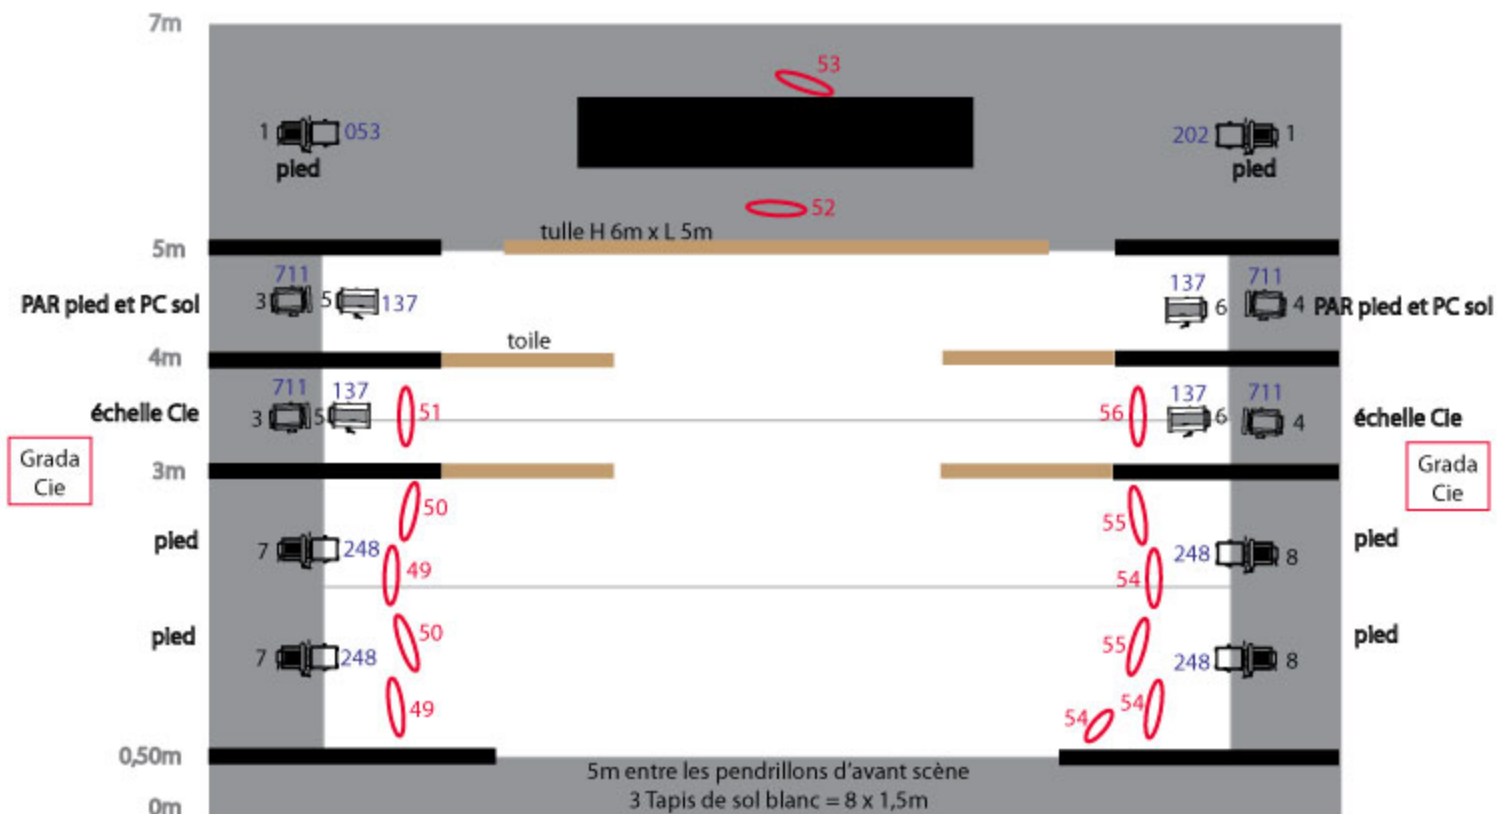 7m
53
1 053
202 1
pied
pied
52
tulle H 6m x L 5m
5m
711
137 711
PAR pied et PC sol 3 5 137
6 4 PAR pied et PC sol
toile
4m
711 137
137 711
échelle Cie 3 5 51
56 6 4 échelle Cie
Grada
Cie
3m
Grada
Cie
50
55
pied 7 248 49
54 248 8 pied
pied 7 248 50
55 248 8 pied
49
54 54
0,50m
5m entre les pendrillons d'avant scène
3 Tapis de sol blanc = 8 x 1,5m
0m